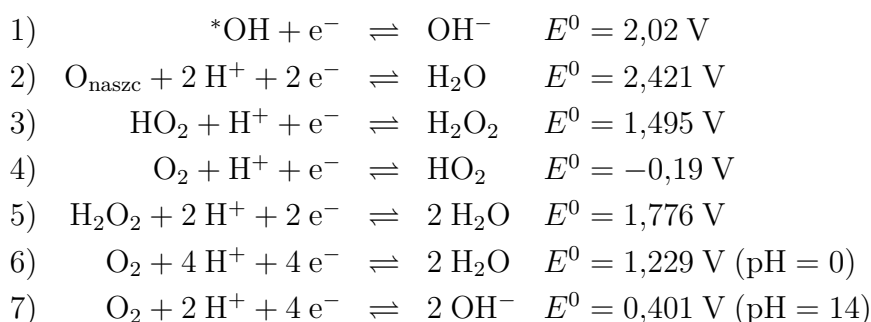 1) *OH + e⁻ ⇌ OH⁻ E⁰ = 2,02 V
2) O_naszc + 2 H⁺ + 2 e⁻ ⇌ H₂O E⁰ = 2,421 V
3) HO₂ + H⁺ + e⁻ ⇌ H₂O₂ E⁰ = 1,495 V
4) O₂ + H⁺ + e⁻ ⇌ HO₂ E⁰ = −0,19 V
5) H₂O₂ + 2 H⁺ + 2 e⁻ ⇌ 2 H₂O E⁰ = 1,776 V
6) O₂ + 4 H⁺ + 4 e⁻ ⇌ 2 H₂O E⁰ = 1,229 V (pH = 0)
7) O₂ + 2 H⁺ + 4 e⁻ ⇌ 2 OH⁻ E⁰ = 0,401 V (pH = 14)